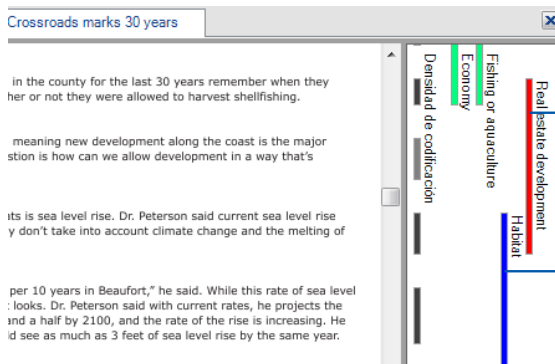 Crossroads marks 30 years
in the county for the last 30 years remember when they
her or not they were allowed to harvest shellfishing.
meaning new development along the coast is the major
stion is how can we allow development in a way that's
its is sea level rise. Dr. Peterson said current sea level rise
y don't take into account climate change and the melting of
per 10 years in Beaufort," he said. While this rate of sea level
looks. Dr. Peterson said with current rates, he projects the
and a half by 2100, and the rate of the rise is increasing. He
ld see as much as 3 feet of sea level rise by the same year.
Densidad de codificación
Economy
Fishing or aquaculture
Real estate development
Habitat